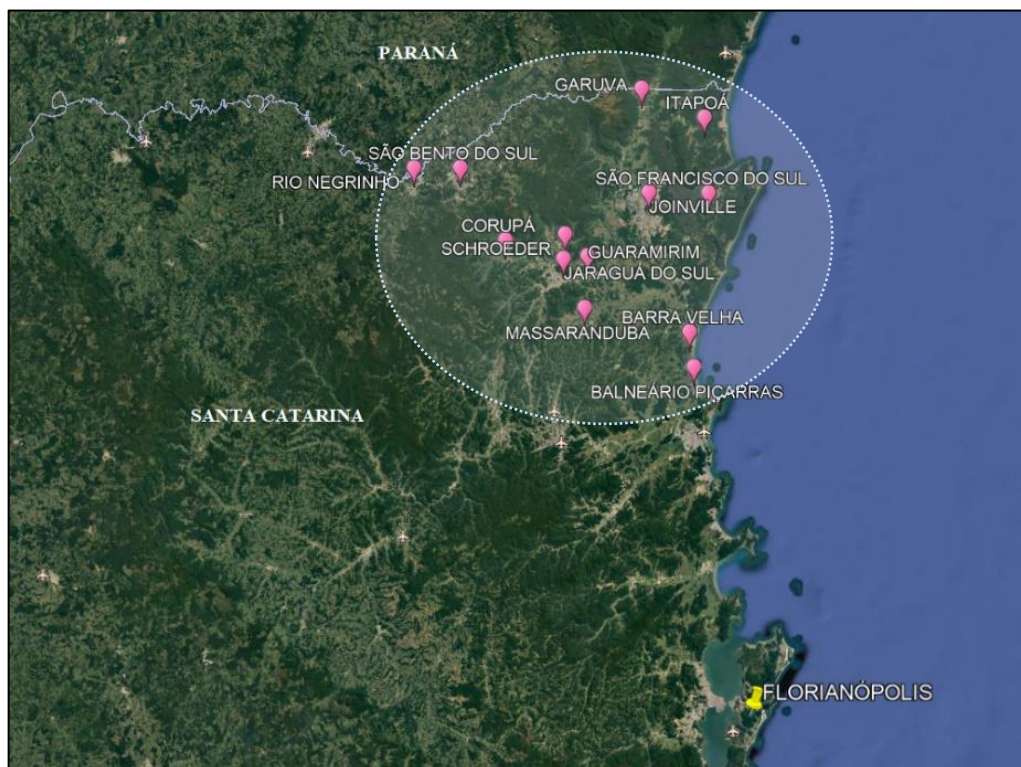 PARANÁ
GARUVA
ITAPOÁ
SÃO BENTO DO SUL
RIO NEGRINHO
SÃO FRANCISCO DO SUL
JOINVILLE
CORUPÁ
SCHROEDER
GUARAMIRIM
JARAGUÁ DO SUL
BARRA VELHA
MASSARANDUBA
BALNEÁRIO PIÇARRAS
SANTA CATARINA
FLORIANÓPOLIS